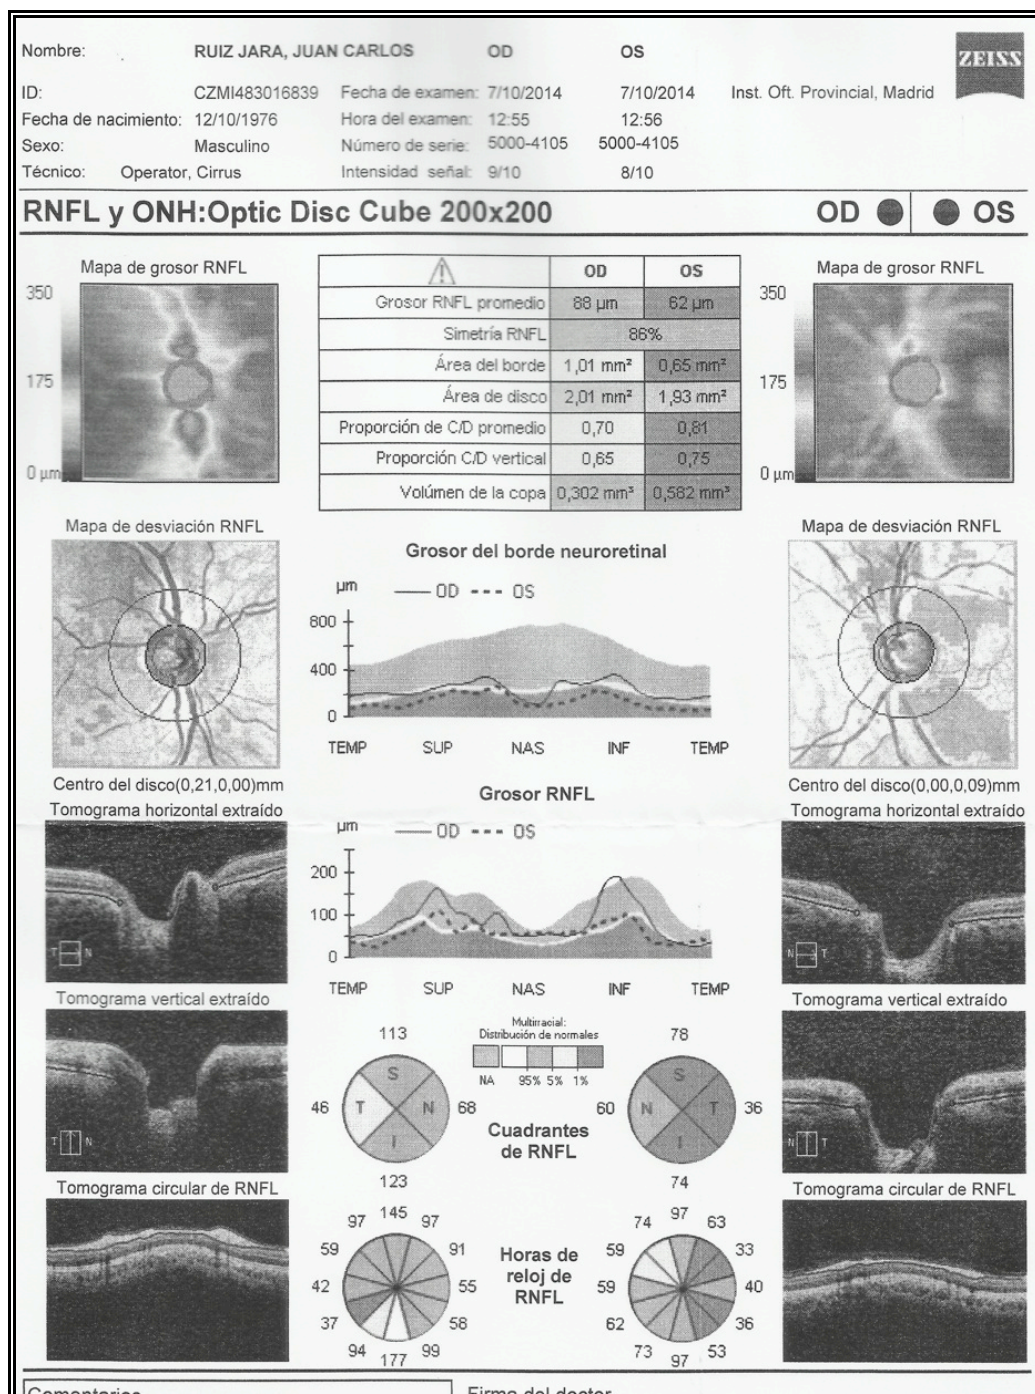 Nombre: RUIZ JARA, JUAN CARLOS OD OS
ZEISS
ID: CZMI483016839 Fecha de examen: 7/10/2014 7/10/2014 Inst. Oft. Provincial, Madrid
Fecha de nacimiento: 12/10/1976 Hora del examen: 12:55 12:56
Sexo: Masculino Número de serie: 5000-4105 5000-4105
Técnico: Operator, Cirrus Intensidad señal: 9/10 8/10
RNFL y ONH:Optic Disc Cube 200x200 OD OS
Mapa de grosor RNFL
350
175
0 µm
OD OS
Grosor RNFL promedio 88 µm 62 µm
Simetría RNFL 86%
Área del borde 1,01 mm² 0,65 mm²
Área de disco 2,01 mm² 1,93 mm²
Proporción de C/D promedio 0,70 0,81
Proporción C/D vertical 0,65 0,75
Volúmen de la copa 0,302 mm³ 0,582 mm³
Mapa de grosor RNFL
350
175
0 µm
Mapa de desviación RNFL
Centro del disco(0,21,0,00)mm
Grosor del borde neuroretinal
µm OD OS
800
400
0
TEMP SUP NAS INF TEMP
Mapa de desviación RNFL
Centro del disco(0,00,0,09)mm
Tomograma horizontal extraído
T N
Grosor RNFL
µm OD OS
200
100
0
TEMP SUP NAS INF TEMP
Tomograma horizontal extraído
N T
Tomograma vertical extraído
T N
Tomograma vertical extraído
N T
Multirracial:
Distribución de normales
NA 95% 5% 1%
113
S
46 T N 68
I
123
Cuadrantes
de RNFL
78
S
60 N T 36
I
74
Tomograma circular de RNFL
97 145 97
59 91
42 55
37 58
94 177 99
Horas de
reloj de
RNFL
74 97 63
59 33
59 40
62 36
73 97 53
Tomograma circular de RNFL
Comentarios
Firma del doctor